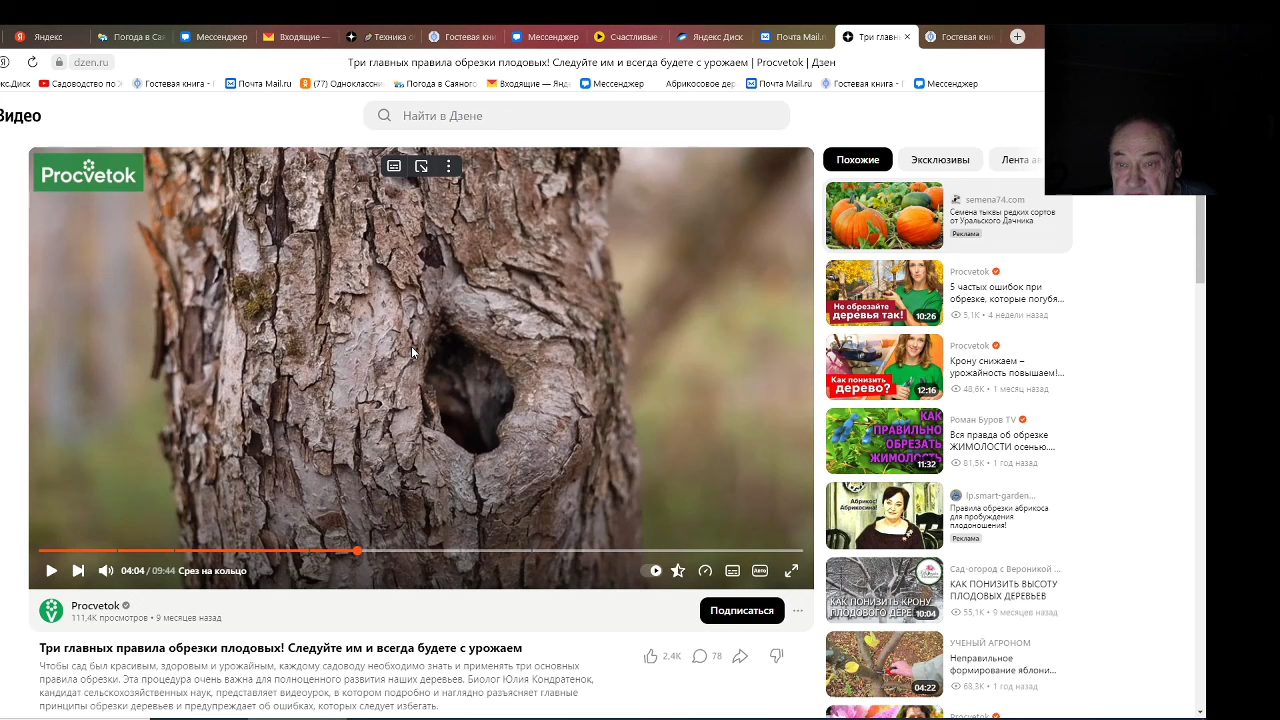 Яндекс
Погода в Сая
Мессенджер
Входящие —
Техника о
Гостевая кни
Мессенджер
Счастливые
Яндекс Диск
Почта Mail.ru
Три главн
Гостевая кни
dzen.ru
Три главных правила обрезки плодовых! Следуйте им и всегда будете с урожаем | Procvetok | Дзен
кс.Диск
Садоводство по
Гостевая книга - Г
Почта Mail.ru
(77) Одноклассни
Погода в Саяного
Входящие — Янде
Мессенджер
Абрикосовое дер
Почта Mail.ru
Гостевая книга - Г
Мессенджер
Видео
Найти в Дзене
Procvetok
04:04 / 09:44 Срез на кольцо
Авто
Procvetok
111,4K просмотров • 9 месяцев назад
Подписаться
Три главных правила обрезки плодовых! Следуйте им и всегда будете с урожаем
2,4K
78
Чтобы сад был красивым, здоровым и урожайным, каждому садоводу необходимо знать и применять три основных
правила обрезки. Эта процедура очень важна для полноценного развития наших деревьев. Биолог Юлия Кондратенок,
кандидат сельскохозяйственных наук, представляет видеоурок, в котором подробно и наглядно разъясняет главные
принципы обрезки деревьев и предупреждает об ошибках, которых следует избегать.
Похожие
Эксклюзивы
Лента ав
semena74.com
Семена тыквы редких сортов
от Уральского Дачника
Реклама
Не обрезайте
деревья так!
10:26
Procvetok
5 частых ошибок при
обрезке, которые погубя...
5,1K • 4 недели назад
Как понизить
дерево?
12:16
Procvetok
Крону снижаем –
урожайность повышаем!...
48,6K • 1 месяц назад
КАК
ПРАВИЛЬНО
ОБРЕЗАТЬ
ЖИМОЛОСТЬ
11:32
Роман Буров TV
Вся правда об обрезке
ЖИМОЛОСТИ осенью....
81,5K • 1 год назад
Абрикос!
Абрикосина!
lp.smart-garden...
Правила обрезки абрикоса
для пробуждения
плодоношения!
Реклама
КАК ПОНИЗИТЬ КРОНУ
ПЛОДОВОГО ДЕРЕ
10:04
Сад-огород с Вероникой ...
КАК ПОНИЗИТЬ ВЫСОТУ
ПЛОДОВЫХ ДЕРЕВЬЕВ
55,1K • 9 месяцев назад
04:22
УЧЕНЫЙ АГРОНОМ
Неправильное
формирование яблони...
68,3K • 1 год назад
Procvetok